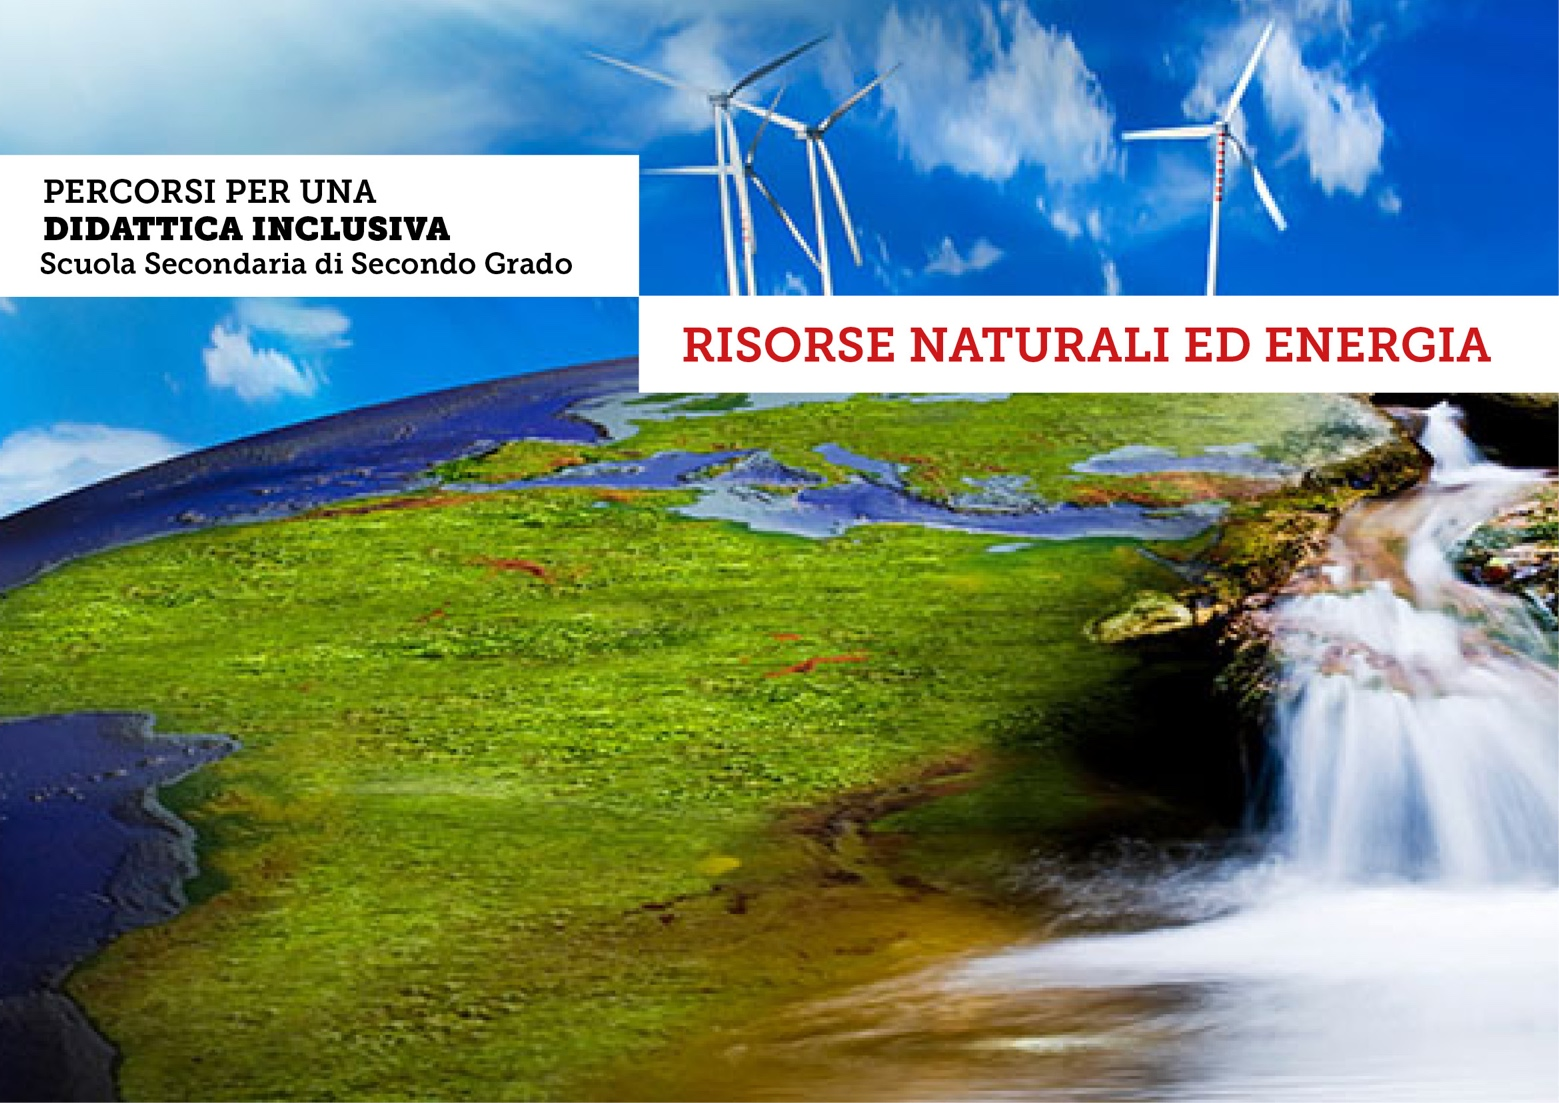 PERCORSI PER UNA
DIDATTICA INCLUSIVA
Scuola Secondaria di Secondo Grado
RISORSE NATURALI ED ENERGIA